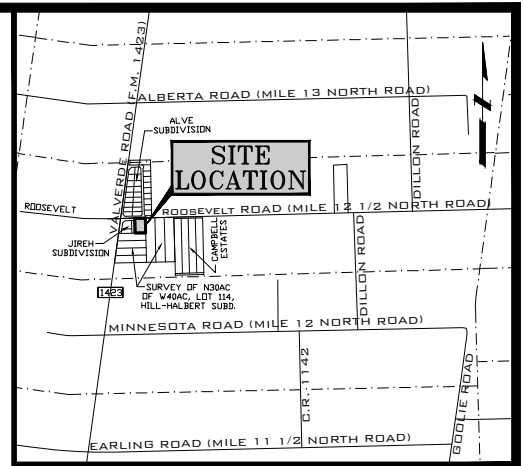 VALVERDE ROAD (F.M. 1423)
ALBERTA ROAD (MILE 13 NORTH ROAD)
ALVE
SUBDIVISION
SITE
LOCATION
DILLON ROAD
ROOSEVELT
ROOSEVELT ROAD (MILE 12 1/2 NORTH ROAD)
JIREH
SUBDIVISION
CAMPBELL
ESTATES
DILLON ROAD
1423
SURVEY OF N30AC
OF W40AC, LOT 114,
HILL-HALBERT SUBD.
MINNESOTA ROAD (MILE 12 NORTH ROAD)
C.R. 1142
GOOLIE ROAD
EARLING ROAD (MILE 11 1/2 NORTH ROAD)